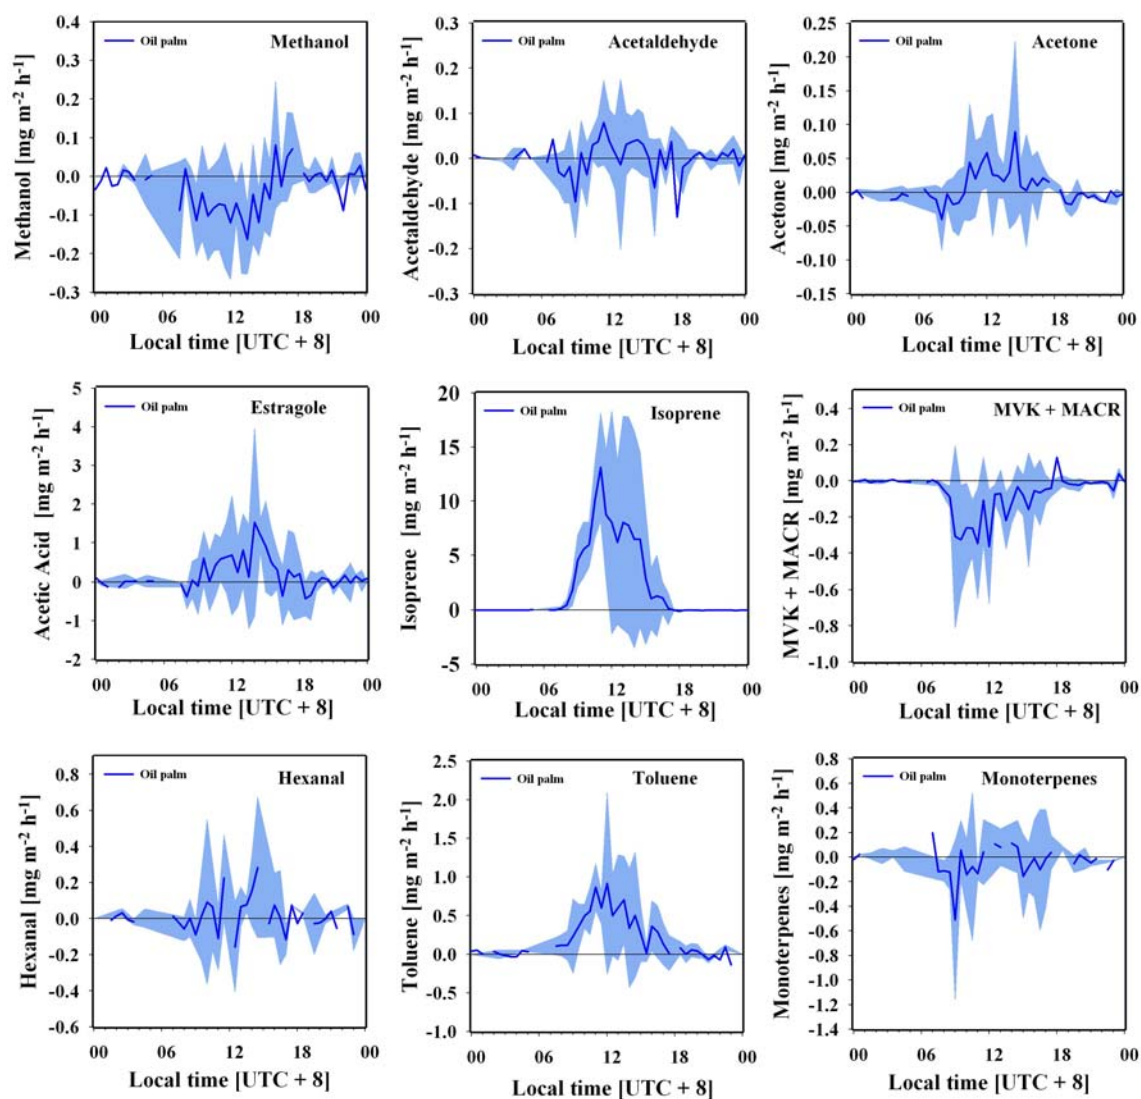 Methanol [mg m-2 h-1]
0.4
0.3
0.2
0.1
0.0
-0.1
-0.2
-0.3
Oil palm
Methanol
00 06 12 18 00
Local time [UTC + 8]
Acetaldehyde [mg m-2 h-1]
0.3
0.2
0.1
0.0
-0.1
-0.2
-0.3
Oil palm
Acetaldehyde
00 06 12 18 00
Local time [UTC + 8]
Acetone [mg m-2 h-1]
0.25
0.20
0.15
0.10
0.05
0.00
-0.05
-0.10
-0.15
Oil palm
Acetone
00 06 12 18 00
Local time [UTC + 8]
Acetic Acid [mg m-2 h-1]
5
4
3
2
1
0
-1
-2
Oil palm
Estragole
00 06 12 18 00
Local time [UTC + 8]
Isoprene [mg m-2 h-1]
20
15
10
5
0
-5
Oil palm
Isoprene
00 06 12 18 00
Local time [UTC + 8]
MVK + MACR [mg m-2 h-1]
0.4
0.2
0.0
-0.2
-0.4
-0.6
-0.8
-1.0
Oil palm
MVK + MACR
00 06 12 18 00
Local time [UTC + 8]
Hexanal [mg m-2 h-1]
0.8
0.6
0.4
0.2
0.0
-0.2
-0.4
-0.6
Oil palm
Hexanal
00 06 12 18 00
Local time [UTC + 8]
Toluene [mg m-2 h-1]
2.5
2.0
1.5
1.0
0.5
0.0
-0.5
-1.0
Oil palm
Toluene
00 06 12 18 00
Local time [UTC + 8]
Monoterpenes [mg m-2 h-1]
0.8
0.6
0.4
0.2
0.0
-0.2
-0.4
-0.6
-0.8
-1.0
-1.2
-1.4
Oil palm
Monoterpenes
00 06 12 18 00
Local time [UTC + 8]